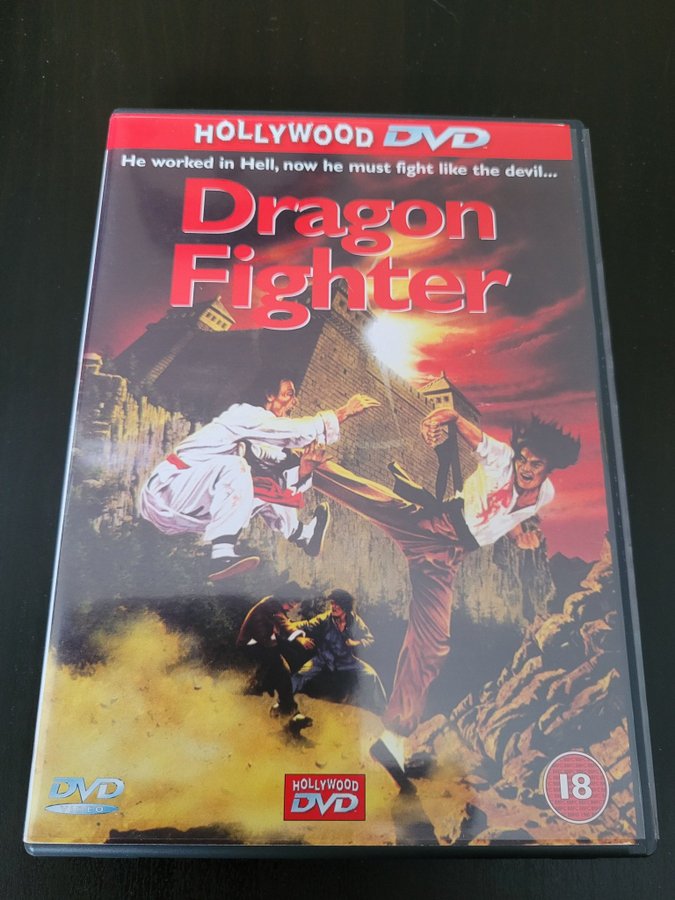 HOLLYWOOD DVD
He worked in Hell, now he must fight like the devil...
Dragon
Fighter
DVD
VIDEO
HOLLYWOOD
DVD
18